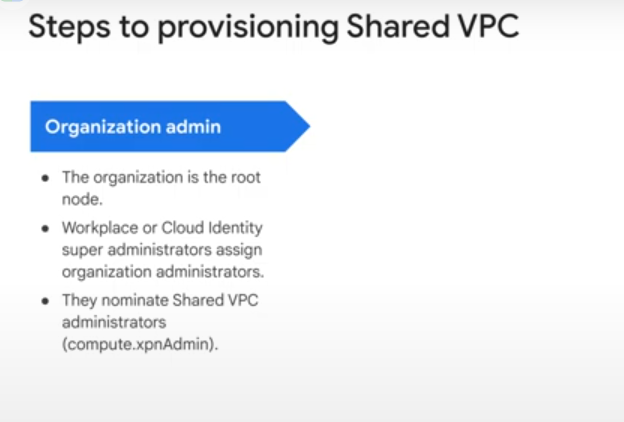 Steps to provisioning Shared VPC
Organization admin
• The organization is the root
node.
• Workplace or Cloud Identity
super administrators assign
organization administrators.
• They nominate Shared VPC
administrators
(compute.xpnAdmin).